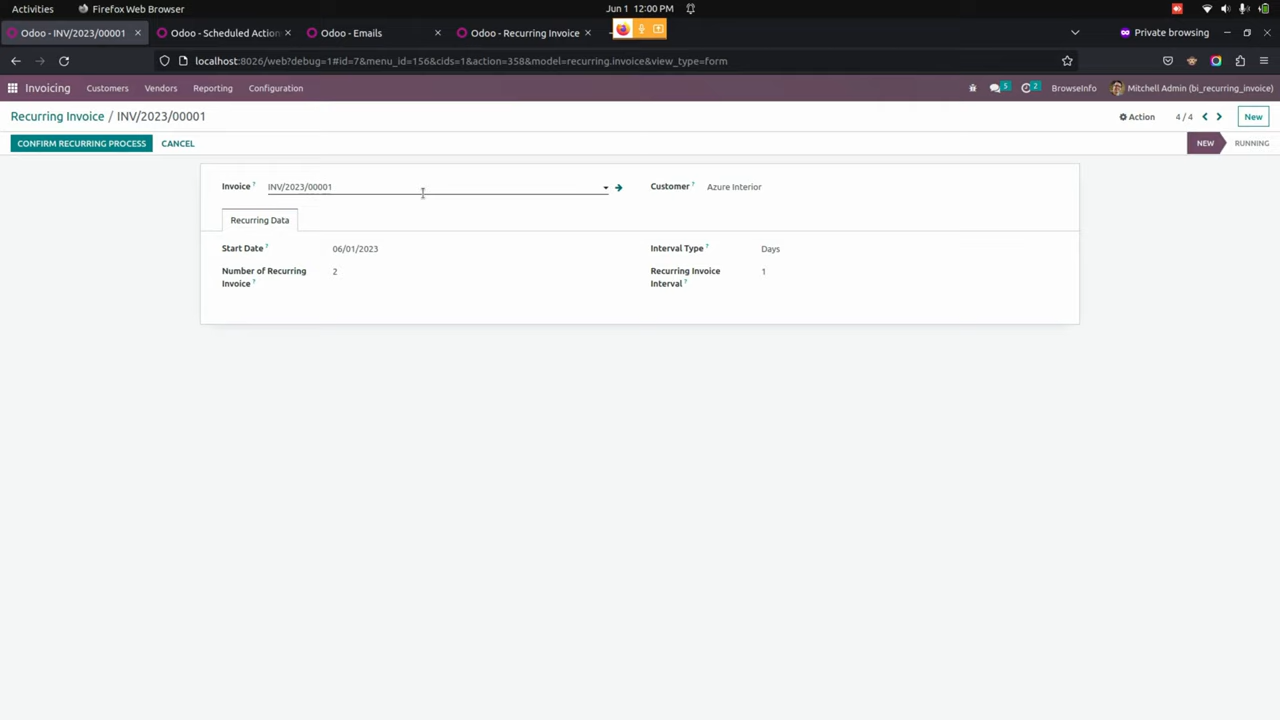 Activities Firefox Web Browser Jun 1 12:00 PM
Odoo - INV/2023/00001 Odoo - Scheduled Action Odoo - Emails Odoo - Recurring Invoice Private browsing
localhost:8026/web?debug=1#id=7&menu_id=156&cids=1&action=358&model=recurring.invoice&view_type=form
Invoicing Customers Vendors Reporting Configuration 5 2 BrowseInfo Mitchell Admin (bi_recurring_invoice)
Recurring Invoice / INV/2023/00001 Action 4 / 4 New
CONFIRM RECURRING PROCESS CANCEL NEW RUNNING
Invoice ? INV/2023/00001 Customer ? Azure Interior
Recurring Data
Start Date ? 06/01/2023 Interval Type ? Days
Number of Recurring Invoice ? 2 Recurring Invoice Interval ? 1